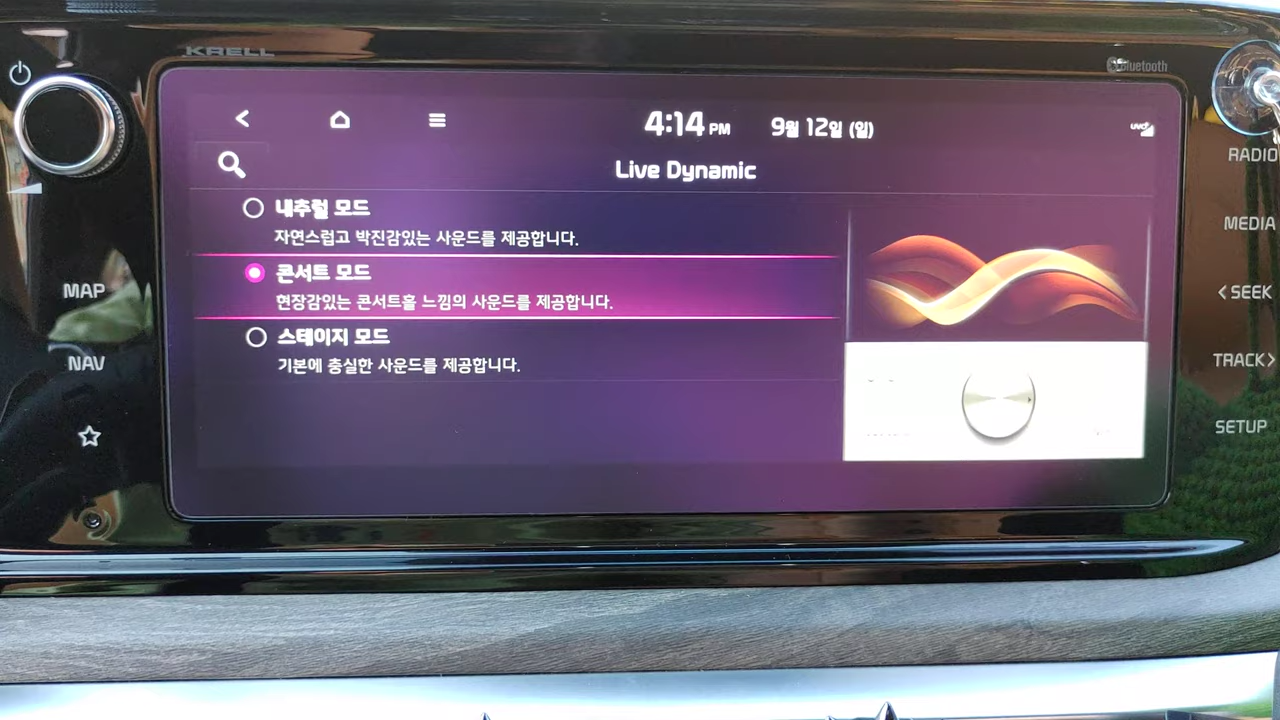 KRELL
Bluetooth
4:14 PM 9월 12일 (일)
UVO
Live Dynamic
내추럴 모드
자연스럽고 박진감있는 사운드를 제공합니다.
콘서트 모드
현장감있는 콘서트홀 느낌의 사운드를 제공합니다.
스테이지 모드
기본에 충실한 사운드를 제공합니다.
MAP
NAV
RADIO
MEDIA
< SEEK
TRACK >
SETUP